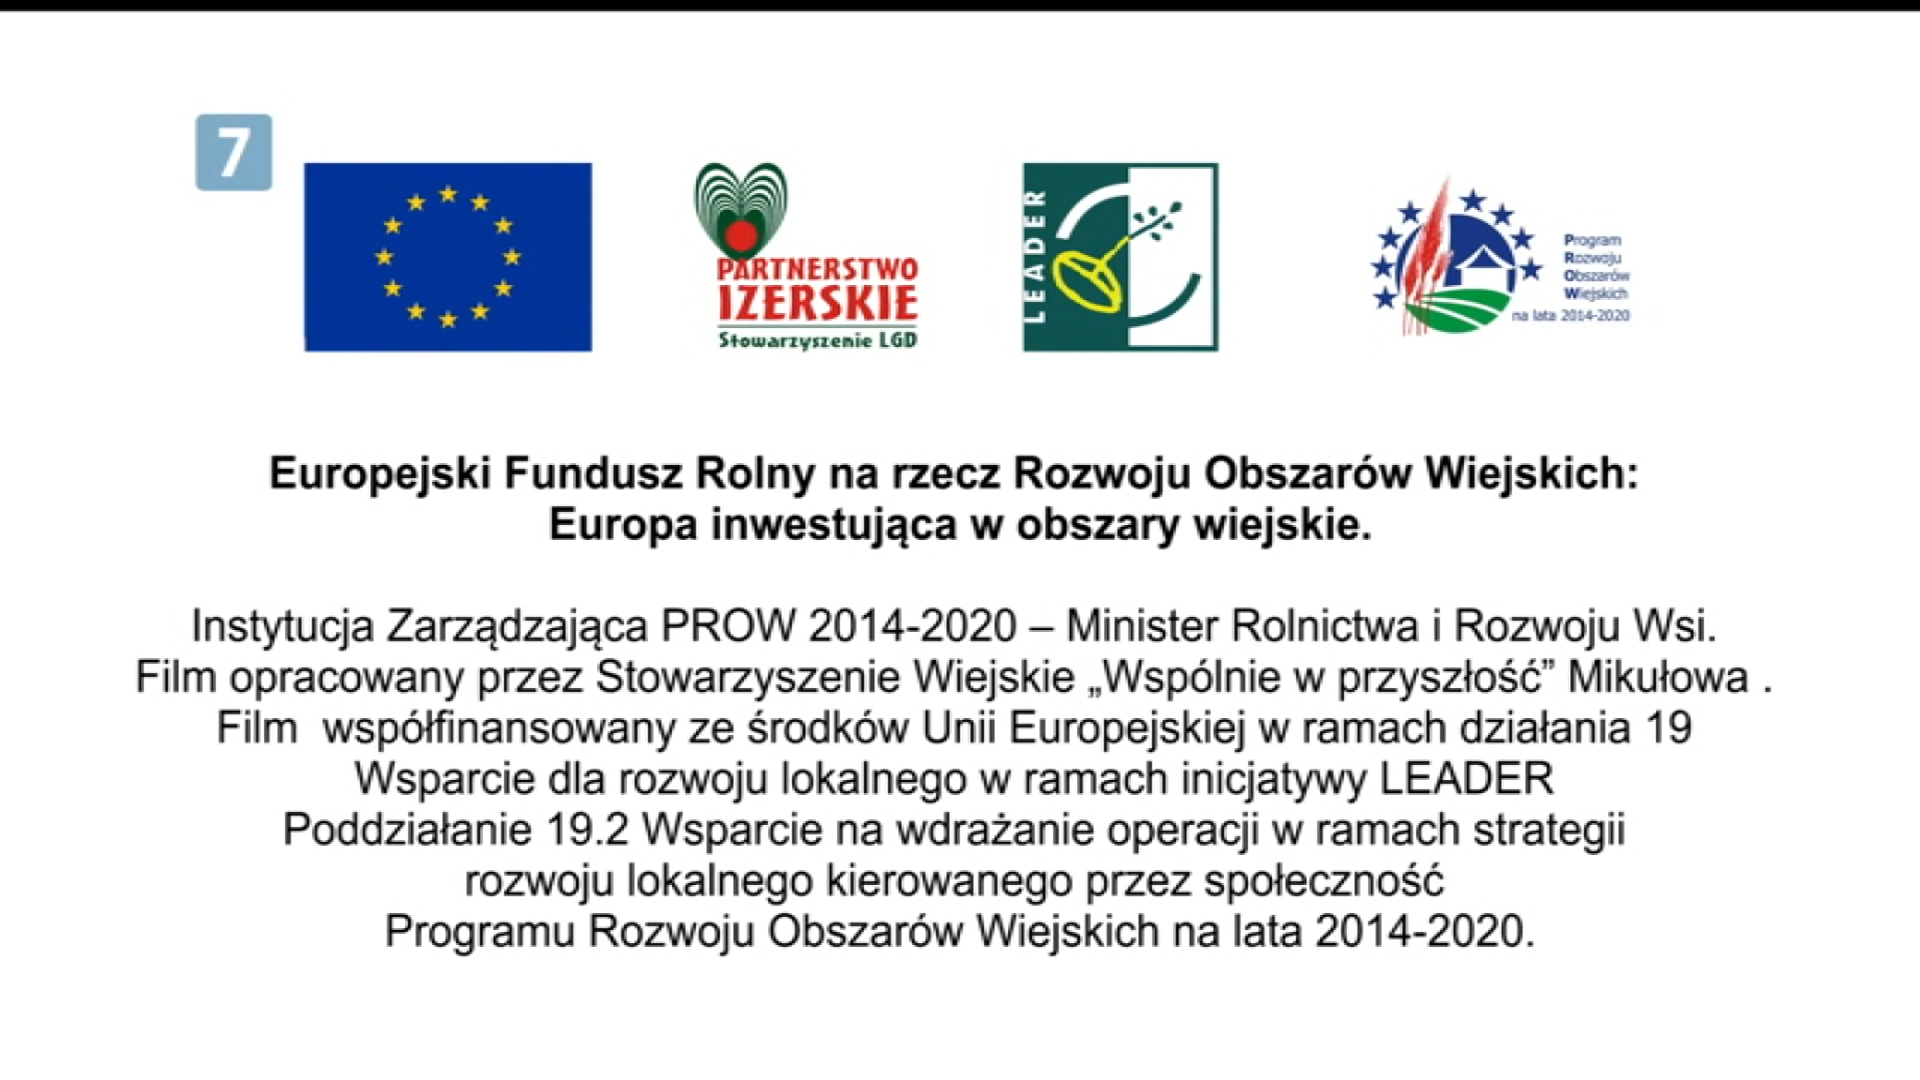 7
PARTNERSTWO
IZERSKIE
Stowarzyszenie LGD
LEADER
Program
Rozwoju
Obszarów
Wiejskich
na lata 2014-2020
Europejski Fundusz Rolny na rzecz Rozwoju Obszarów Wiejskich:
Europa inwestująca w obszary wiejskie.
Instytucja Zarządzająca PROW 2014-2020 – Minister Rolnictwa i Rozwoju Wsi.
Film opracowany przez Stowarzyszenie Wiejskie „Wspólnie w przyszłość” Mikułowa .
Film  współfinansowany ze środków Unii Europejskiej w ramach działania 19
Wsparcie dla rozwoju lokalnego w ramach inicjatywy LEADER
Poddziałanie 19.2 Wsparcie na wdrażanie operacji w ramach strategii
rozwoju lokalnego kierowanego przez społeczność
Programu Rozwoju Obszarów Wiejskich na lata 2014-2020.